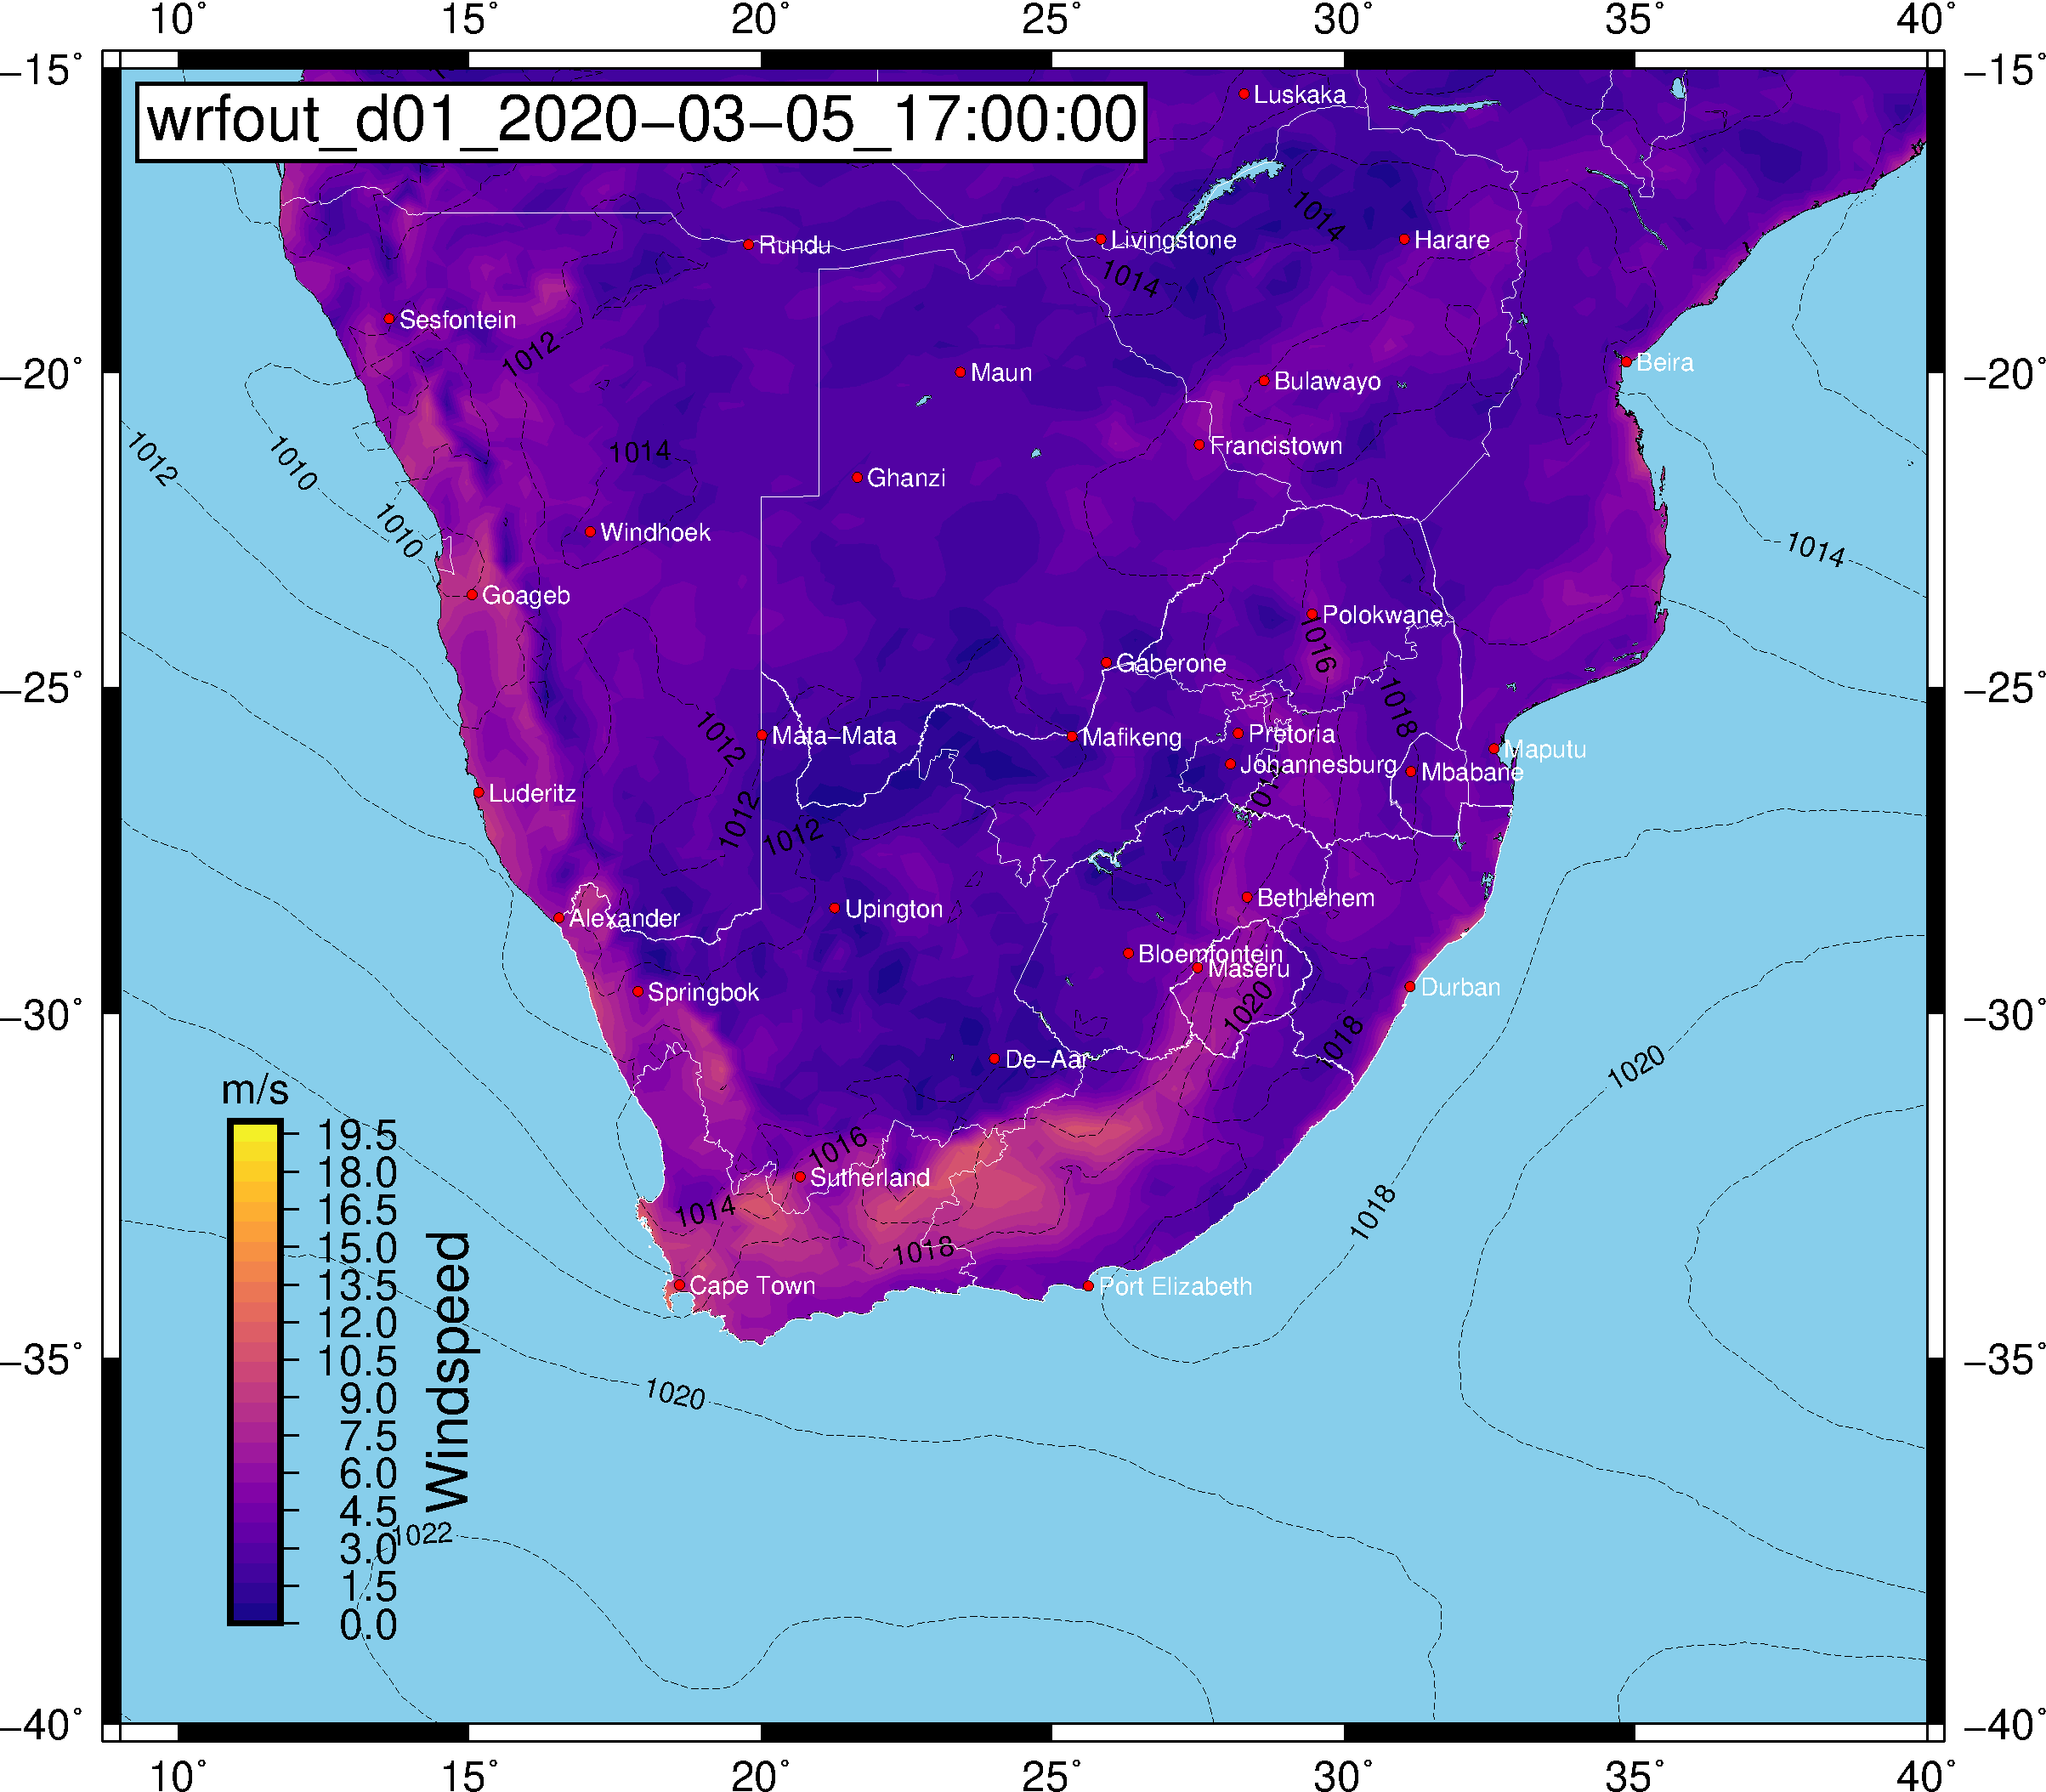 10° 15° 20° 25° 30° 35° 40°
−15° −15°
wrfout_d01_2020−03−05_17:00:00
Luskaka
1014
Rundu
Livingstone
Harare
1014
Sesfontein
1012
Maun
Beira
−20° −20°
Bulawayo
1012
1010
1014
Francistown
Ghanzi
1010
Windhoek
1014
Goageb
Polokwane
1016
Gaberone
−25° −25°
1018
1012
Mata−Mata
Mafikeng
Pretoria
Maputu
Johannesburg
Mbabane
Luderitz
1012
1012
Bethlehem
Alexander
Upington
Bloemfontein
Maseru
Springbok
Durban
1020
−30° −30°
1018
De−Aar
1020
m/s
19.5
18.0
16.5
15.0
13.5
12.0
10.5
9.0
7.5
6.0
4.5
3.0
1.5
0.0
Windspeed
1016
Sutherland
1014
1018
1018
Cape Town
Port Elizabeth
−35° −35°
1020
1022
−40° −40°
10° 15° 20° 25° 30° 35° 40°